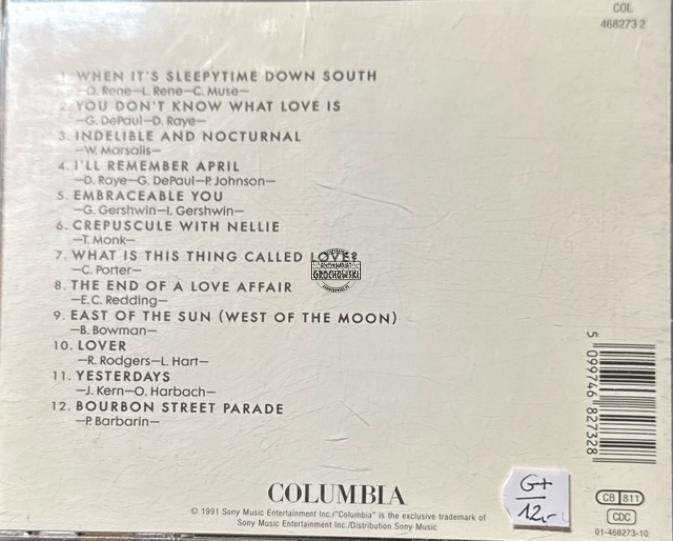 COL
468273 2
1. WHEN IT'S SLEEPYTIME DOWN SOUTH
—O. Rene—L. Rene—C. Muse—
2. YOU DON'T KNOW WHAT LOVE IS
—G. DePaul—D. Raye—
3. INDELIBLE AND NOCTURNAL
—W. Marsalis—
4. I'LL REMEMBER APRIL
—D. Raye—G. DePaul—P. Johnson—
5. EMBRACEABLE YOU
—G. Gershwin—I. Gershwin—
6. CREPUSCULE WITH NELLIE
—T. Monk—
7. WHAT IS THIS THING CALLED LOVE?
—C. Porter—
GROCHOWSKI
8. THE END OF A LOVE AFFAIR
—E.C. Redding—
9. EAST OF THE SUN (WEST OF THE MOON)
—B. Bowman—
10. LOVER
—R. Rodgers—L. Hart—
11. YESTERDAYS
—J. Kern—O. Harbach—
12. BOURBON STREET PARADE
—P. Barbarin—
5 099746 827328
COLUMBIA
© 1991 Sony Music Entertainment Inc./"Columbia" is the exclusive trademark of
Sony Music Entertainment Inc./Distribution Sony Music
G+
12,-
CB 811
CDC
01-468273-10